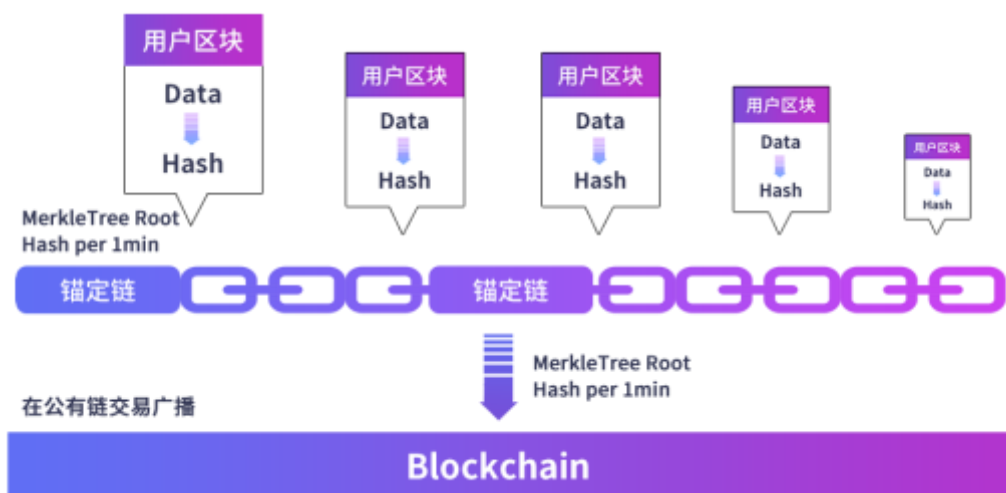 用户区块
Data
Hash
用户区块
Data
Hash
用户区块
Data
Hash
用户区块
Data
Hash
用户区块
Data
Hash
MerkleTree Root
Hash per 1min
锚定链
锚定链
MerkleTree Root
Hash per 1min
在公有链交易广播
Blockchain